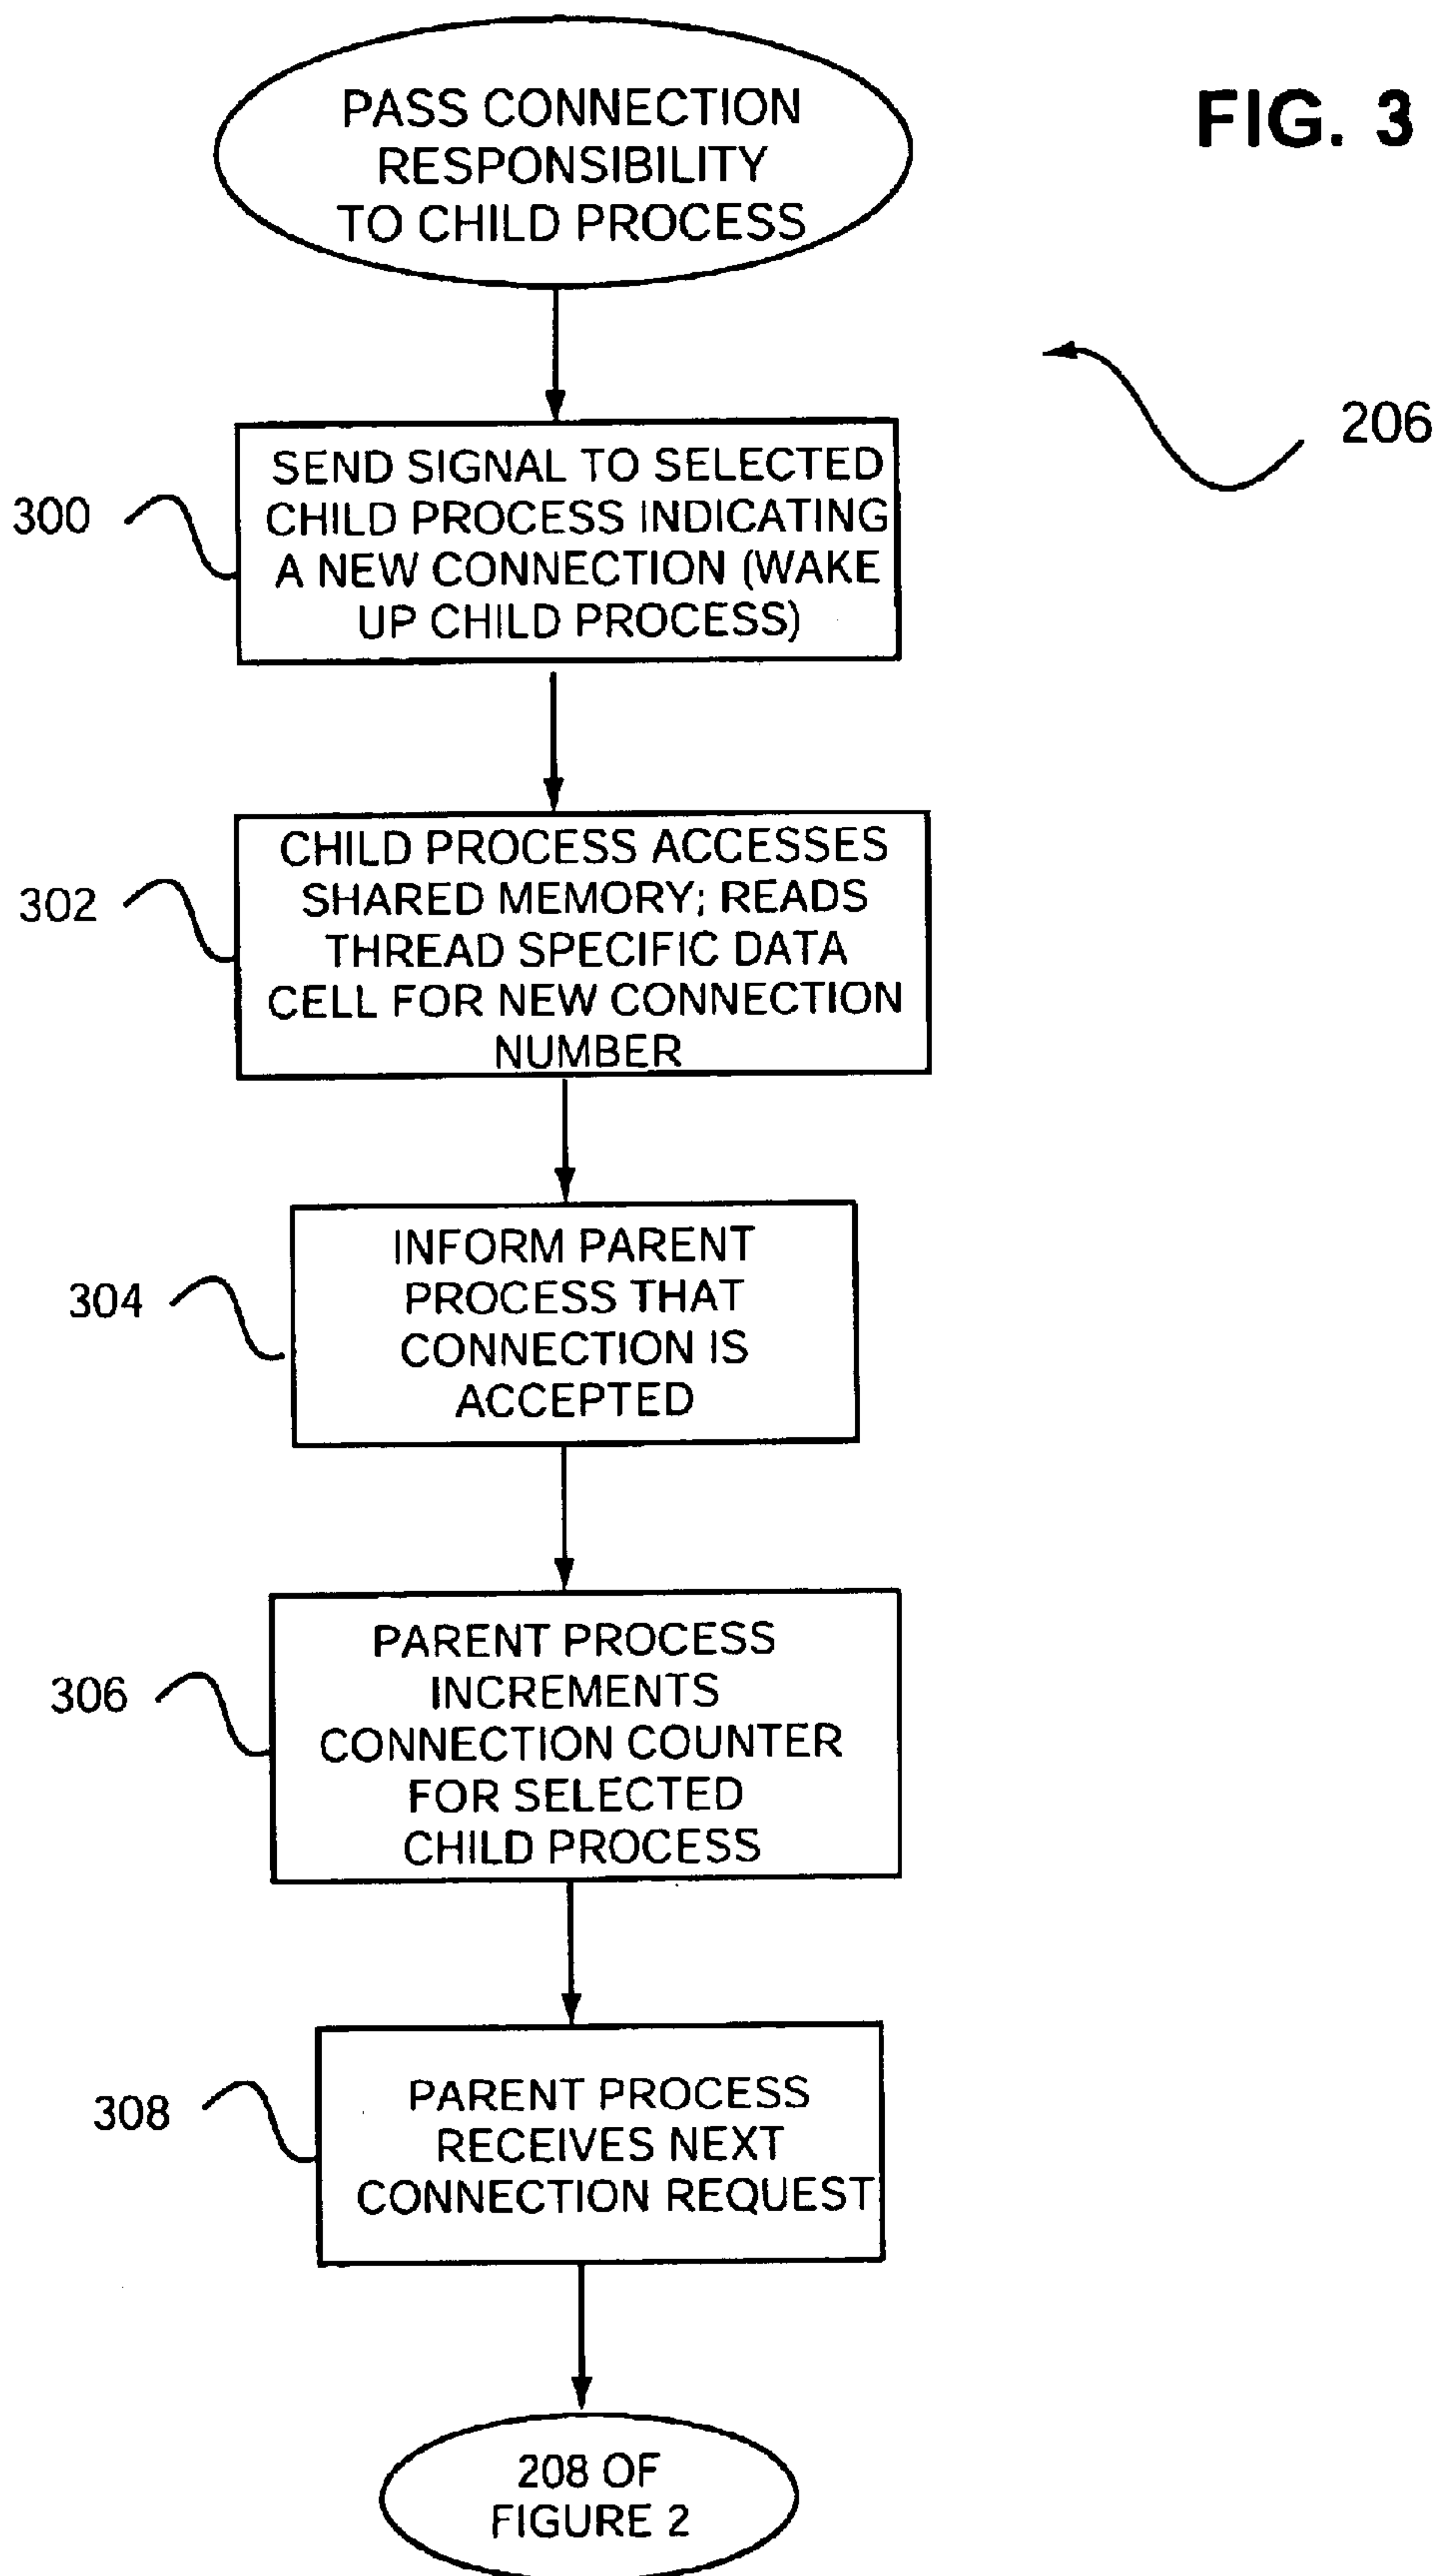 FIG. 3
PASS CONNECTION
RESPONSIBILITY
TO CHILD PROCESS
206
300
SEND SIGNAL TO SELECTED
CHILD PROCESS INDICATING
A NEW CONNECTION (WAKE
UP CHILD PROCESS)
302
CHILD PROCESS ACCESSES
SHARED MEMORY; READS
THREAD SPECIFIC DATA
CELL FOR NEW CONNECTION
NUMBER
304
INFORM PARENT
PROCESS THAT
CONNECTION IS
ACCEPTED
306
PARENT PROCESS
INCREMENTS
CONNECTION COUNTER
FOR SELECTED
CHILD PROCESS
308
PARENT PROCESS
RECEIVES NEXT
CONNECTION REQUEST
208 OF
FIGURE 2